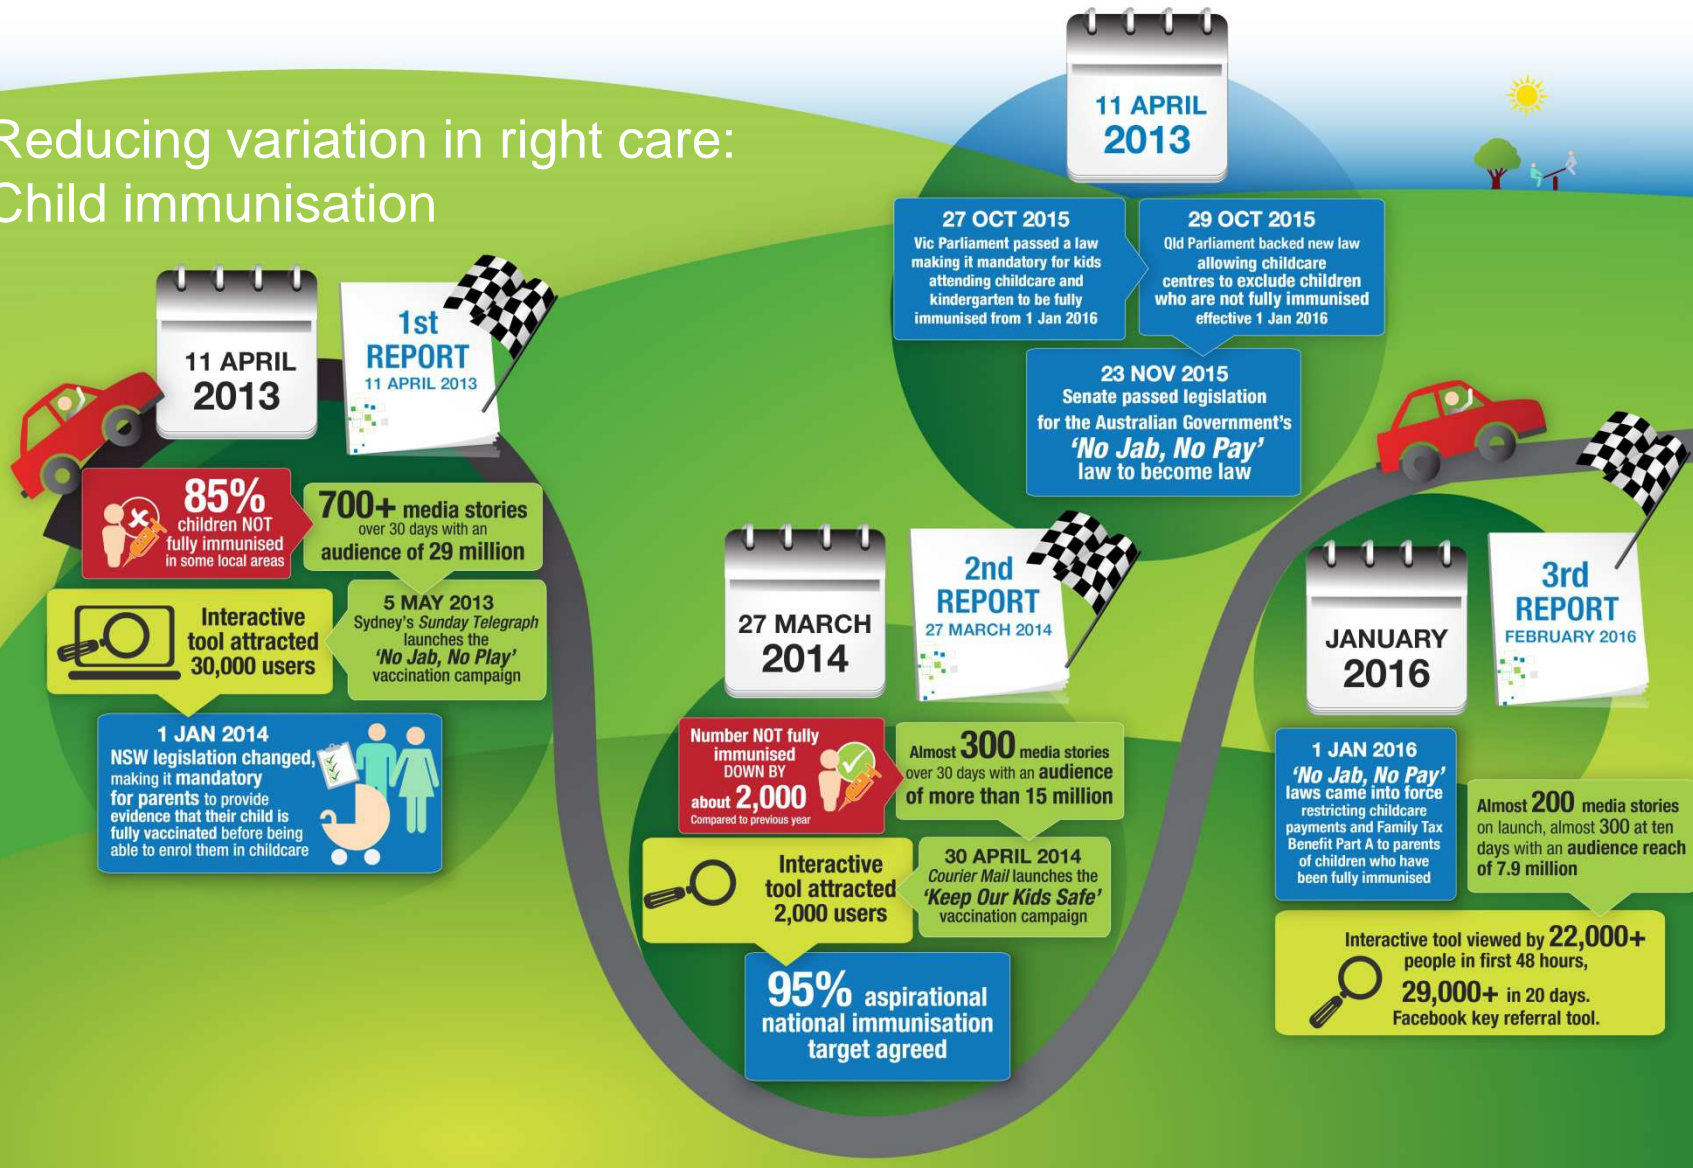 Reducing variation in right care:
Child immunisation
11 APRIL
2013
1st
REPORT
11 APRIL 2013
85%
children NOT
fully immunised
in some local areas
700+ media stories
over 30 days with an
audience of 29 million
5 MAY 2013
Sydney's Sunday Telegraph
launches the
'No Jab, No Play'
vaccination campaign
Interactive
tool attracted
30,000 users
1 JAN 2014
NSW legislation changed,
making it mandatory
for parents to provide
evidence that their child is
fully vaccinated before being
able to enrol them in childcare
27 MARCH
2014
2nd
REPORT
27 MARCH 2014
Number NOT fully
immunised
DOWN BY
about 2,000
Compared to previous year
Almost 300 media stories
over 30 days with an audience
of more than 15 million
30 APRIL 2014
Courier Mail launches the
'Keep Our Kids Safe'
vaccination campaign
Interactive
tool attracted
2,000 users
95% aspirational
national immunisation
target agreed
11 APRIL
2013
27 OCT 2015
Vic Parliament passed a law
making it mandatory for kids
attending childcare and
kindergarten to be fully
immunised from 1 Jan 2016
29 OCT 2015
Qld Parliament backed new law
allowing childcare
centres to exclude children
who are not fully immunised
effective 1 Jan 2016
23 NOV 2015
Senate passed legislation
for the Australian Government's
'No Jab, No Pay'
law to become law
JANUARY
2016
3rd
REPORT
FEBRUARY 2016
1 JAN 2016
'No Jab, No Pay'
laws came into force
restricting childcare
payments and Family Tax
Benefit Part A to parents
of children who have
been fully immunised
Almost 200 media stories
on launch, almost 300 at ten
days with an audience reach
of 7.9 million
Interactive tool viewed by 22,000+
people in first 48 hours,
29,000+ in 20 days.
Facebook key referral tool.